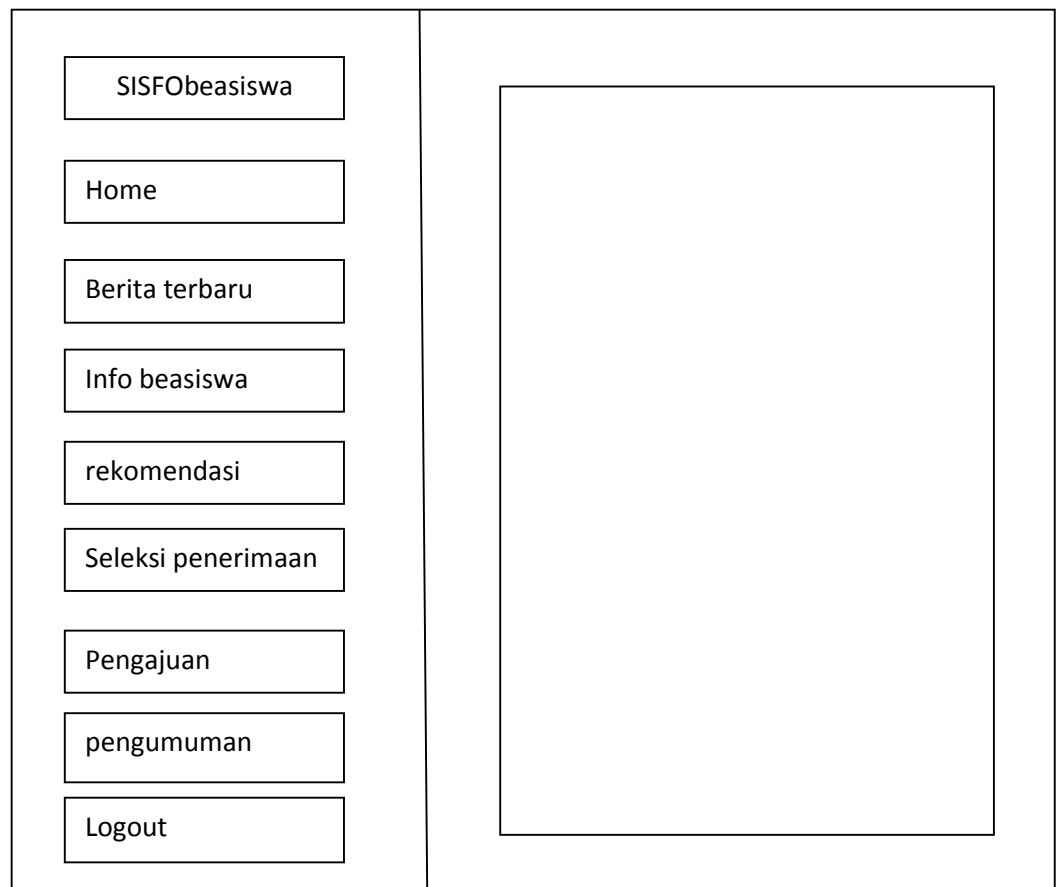 SISFObeasiswa
Home
Berita terbaru
Info beasiswa
rekomendasi
Seleksi penerimaan
Pengajuan
pengumuman
Logout